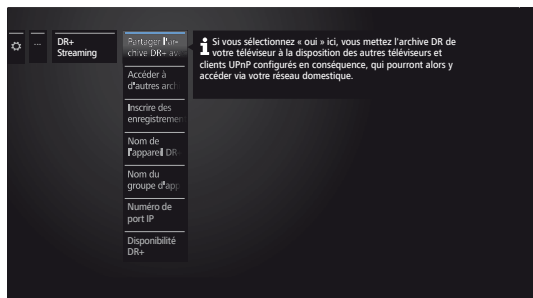 ...
DR+
Streaming
Partager l'ar-
chive DR+ av
Accéder à
d'autres arch
Inscrire des
enregistremen
Nom de
l'appareil DR+
Nom du
groupe d'app
Numéro de
port IP
Disponibilité
DR+
Si vous sélectionnez « oui » ici, vous mettez l'archive DR de
votre téléviseur à la disposition des autres téléviseurs et
clients UPnP configurés en conséquence, qui pourront alors y
accéder via votre réseau domestique.